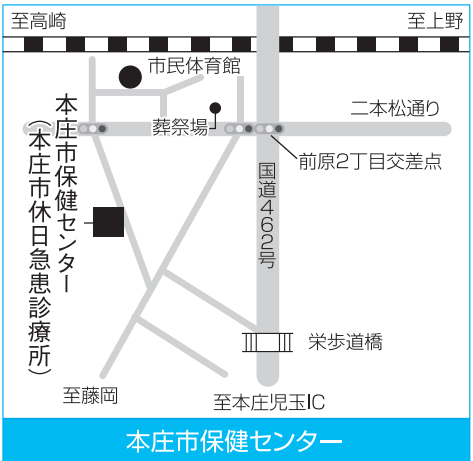 至高崎
至上野
市民体育館
二本松通り
葬祭場
前原2丁目交差点
本庄市保健センター
(本庄市休日急患診療所)
国道462号
栄歩道橋
至藤岡
至本庄児玉IC
本庄市保健センター